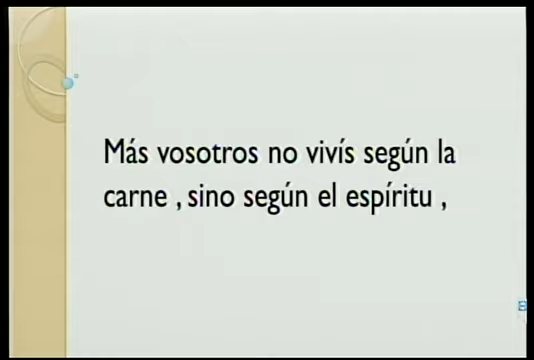 Más vosotros no vivís según la
carne , sino según el espíritu ,